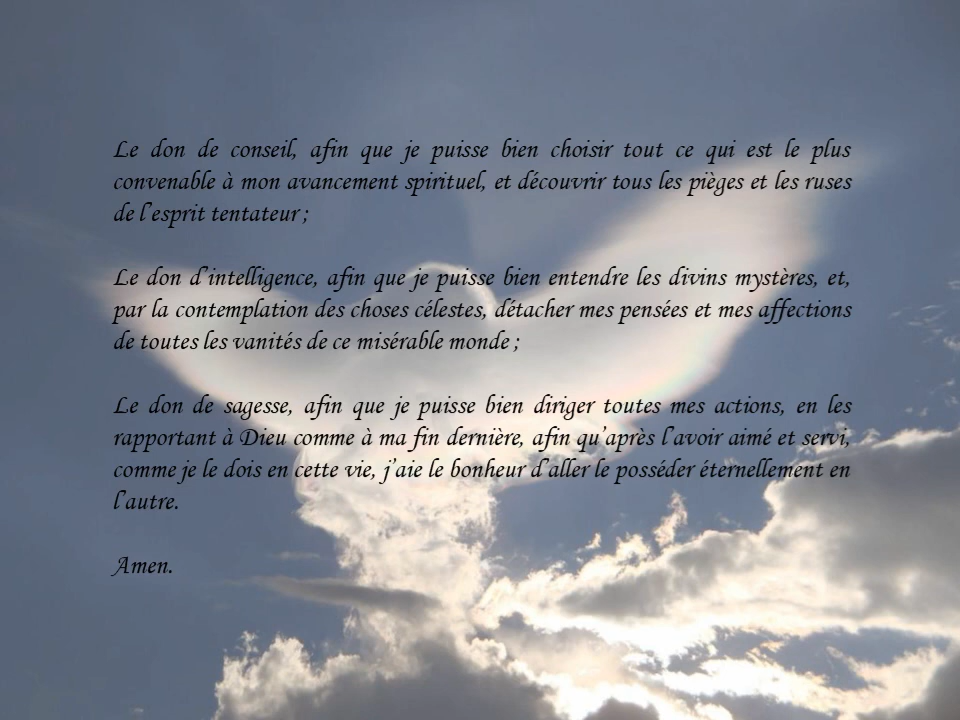 Le don de conseil, afin que je puisse bien choisir tout ce qui est le plus
convenable à mon avancement spirituel, et découvrir tous les pièges et les ruses
de l’esprit tentateur ;
Le don d’intelligence, afin que je puisse bien entendre les divins mystères, et,
par la contemplation des choses célestes, détacher mes pensées et mes affections
de toutes les vanités de ce misérable monde ;
Le don de sagesse, afin que je puisse bien diriger toutes mes actions, en les
rapportant à Dieu comme à ma fin dernière, afin qu’après l’avoir aimé et servi,
comme je le dois en cette vie, j’aie le bonheur d’aller le posséder éternellement en
l’autre.
Amen.